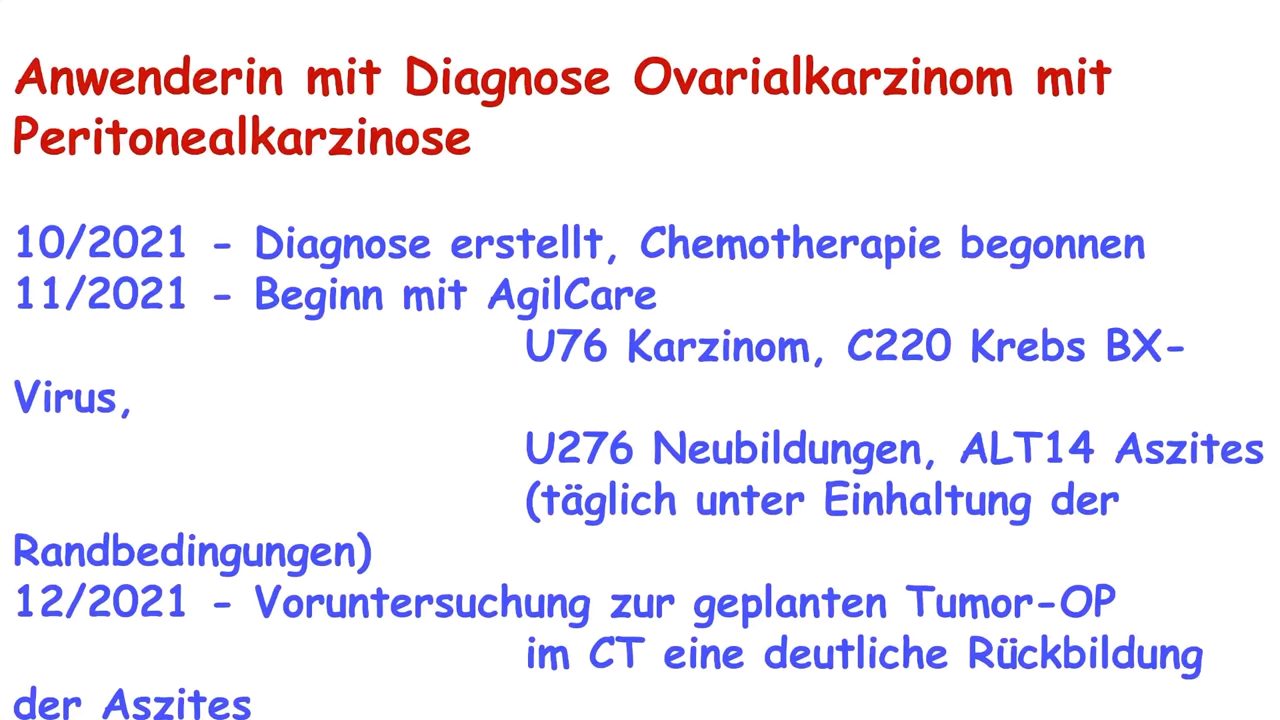 Anwenderin mit Diagnose Ovarialkarzinom mit
Peritonealkarzinose
10/2021 - Diagnose erstellt, Chemotherapie begonnen
11/2021 - Beginn mit AgilCare
U76 Karzinom, C220 Krebs BX-
Virus,
U276 Neubildungen, ALT14 Aszites
(täglich unter Einhaltung der
Randbedingungen)
12/2021 - Voruntersuchung zur geplanten Tumor-OP
im CT eine deutliche Rückbildung
der Aszites